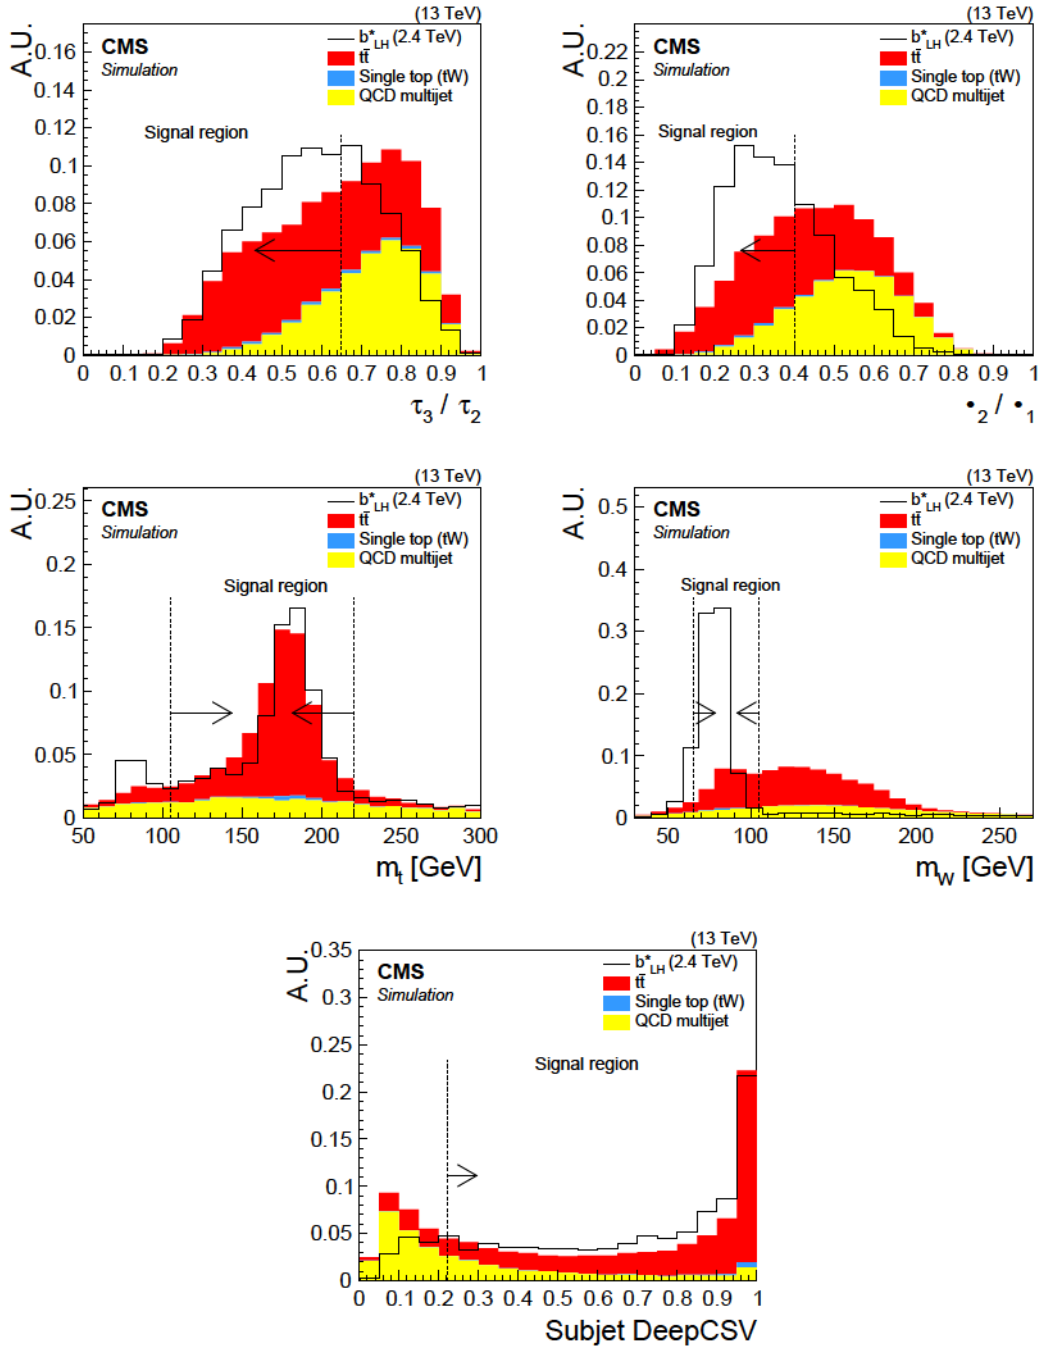 (13 TeV)
A.U.
CMS
Simulation
b*LH (2.4 TeV)
tt̄
Single top (tW)
QCD multijet
Signal region
0.16
0.14
0.12
0.1
0.08
0.06
0.04
0.02
0
0 0.1 0.2 0.3 0.4 0.5 0.6 0.7 0.8 0.9 1
τ3 / τ2
(13 TeV)
A.U.
CMS
Simulation
b*LH (2.4 TeV)
tt̄
Single top (tW)
QCD multijet
Signal region
0.22
0.2
0.18
0.16
0.14
0.12
0.1
0.08
0.06
0.04
0.02
0
0 0.1 0.2 0.3 0.4 0.5 0.6 0.7 0.8 0.9 1
•2 / •1
(13 TeV)
A.U.
CMS
Simulation
b*LH (2.4 TeV)
tt̄
Single top (tW)
QCD multijet
Signal region
0.25
0.2
0.15
0.1
0.05
0
50 100 150 200 250 300
mt [GeV]
(13 TeV)
A.U.
CMS
Simulation
b*LH (2.4 TeV)
tt̄
Single top (tW)
QCD multijet
Signal region
0.5
0.4
0.3
0.2
0.1
0
50 100 150 200 250
mW [GeV]
(13 TeV)
A.U.
CMS
Simulation
b*LH (2.4 TeV)
tt̄
Single top (tW)
QCD multijet
Signal region
0.35
0.3
0.25
0.2
0.15
0.1
0.05
0
0 0.1 0.2 0.3 0.4 0.5 0.6 0.7 0.8 0.9 1
Subjet DeepCSV